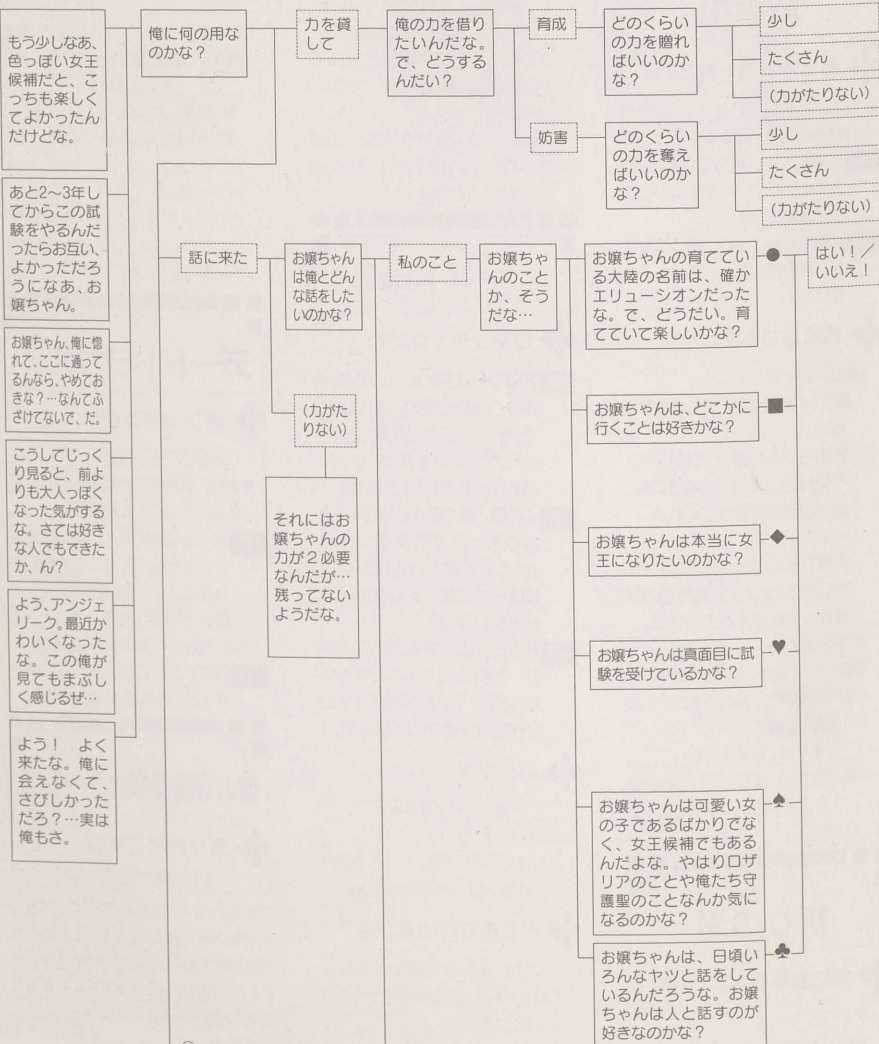 もう少しなあ、
色っぽい女王
候補だと、こ
っちも楽しく
てよかったん
だけどな。
あと2〜3年し
てからこの試
験をやるんだ
ったらお互い、
よかっただろ
うになあ、お
嬢ちゃん。
お嬢ちゃん、俺に惚
れて、ここに通って
るんなら、やめてお
きな？…なんてふ
ざけてないで、だ。
こうしてじっく
り見ると、前よ
りも大人っぽく
なった気がする
な。さては好き
な人でもできた
か、ん？
よう、アンジェ
リーク。最近か
わいくなった
な。この俺が
見てもまぶし
く感じるぜ…
よう！　よく
来たな。俺に
会えなくて、
さびしかった
だろ？…実は
俺もさ。
俺に何の用な
のかな？
力を貸
して
俺の力を借り
たいんだな。
で、どうする
んだい？
育成
どのくらい
の力を贈れ
ばいいのか
な？
少し
たくさん
(力がたりない)
妨害
どのくらい
の力を奪え
ばいいのか
な？
少し
たくさん
(力がたりない)
話に来た
お嬢ちゃん
は俺とどん
な話をした
いのかな？
(力がた
りない)
それにはお
嬢ちゃんの
力が2必要
なんだが…
残ってない
ようだな。
私のこと
お嬢ちゃ
んのこと
か、そう
だな…
お嬢ちゃんの育ててい
る大陸の名前は、確か
エリューシオンだった
な。で、どうだい。育
てていて楽しいかな？
●
はい！／
いいえ！
お嬢ちゃんは、どこかに
行くことは好きかな？
■
お嬢ちゃんは本当に女
王になりたいのかな？
◆
お嬢ちゃんは真面目に試
験を受けているかな？
♥
お嬢ちゃんは可愛い女
の子であるばかりでな
く、女王候補でもある
んだよな。やはりロザ
リアのことや俺たち守
護聖のことなんか気に
なるのかな？
♠
お嬢ちゃんは、日頃い
ろんなヤツと話をして
いるんだろうな。お嬢
ちゃんは人と話すのが
好きなのかな？
♣